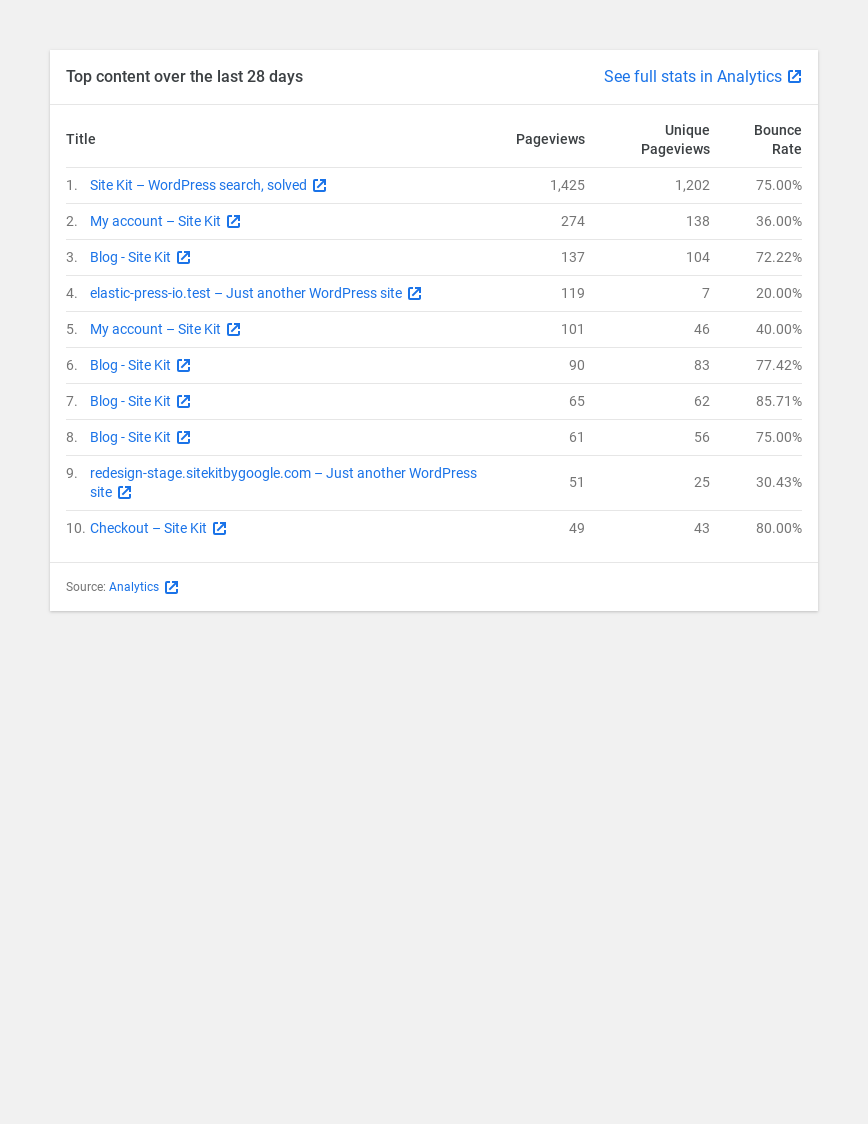 Top content over the last 28 days
See full stats in Analytics
Title Pageviews Unique Pageviews Bounce Rate
1. Site Kit – WordPress search, solved 1,425 1,202 75.00%
2. My account – Site Kit 274 138 36.00%
3. Blog - Site Kit 137 104 72.22%
4. elastic-press-io.test – Just another WordPress site 119 7 20.00%
5. My account – Site Kit 101 46 40.00%
6. Blog - Site Kit 90 83 77.42%
7. Blog - Site Kit 65 62 85.71%
8. Blog - Site Kit 61 56 75.00%
9. redesign-stage.sitekitbygoogle.com – Just another WordPress
site 51 25 30.43%
10. Checkout – Site Kit 49 43 80.00%
Source: Analytics